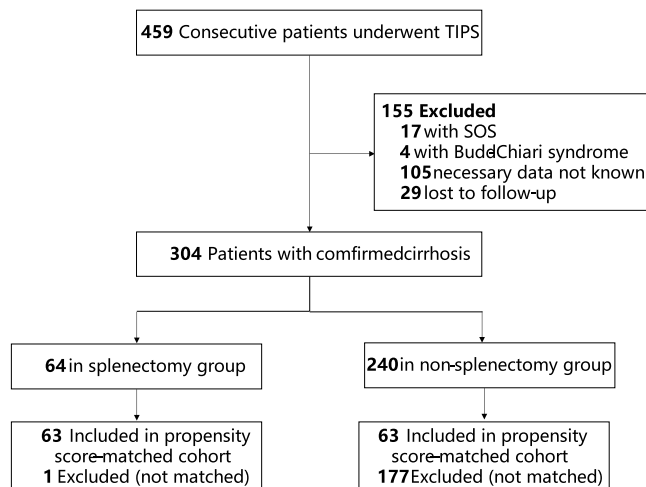 459 Consecutive patients underwent TIPS
155 Excluded
17 with SOS
4 with Budd-Chiari syndrome
105 necessary data not known
29 lost to follow-up
304 Patients with comfirmedcirrhosis
64 in splenectomy group
240 in non-splenectomy group
63 Included in propensity
score-matched cohort
1 Excluded (not matched)
63 Included in propensity
score-matched cohort
177 Excluded (not matched)